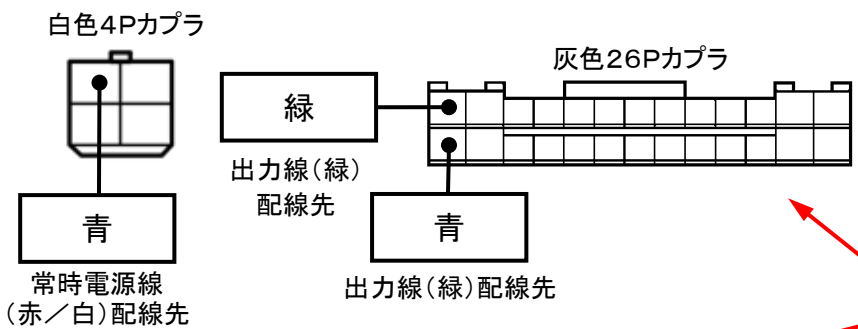 白色4Pカプラ
灰色26Pカプラ
緑
出力線(緑)
配線先
青
常時電源線
(赤/白)配線先
青
出力線(緑)配線先